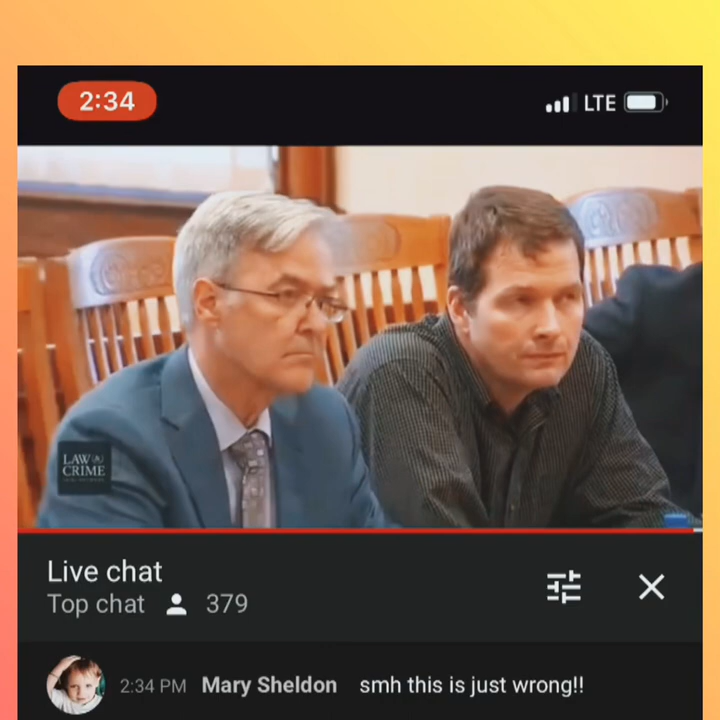 2:34
LTE
LAW
CRIME
Live chat
Top chat 379
2:34 PM Mary Sheldon smh this is just wrong!!